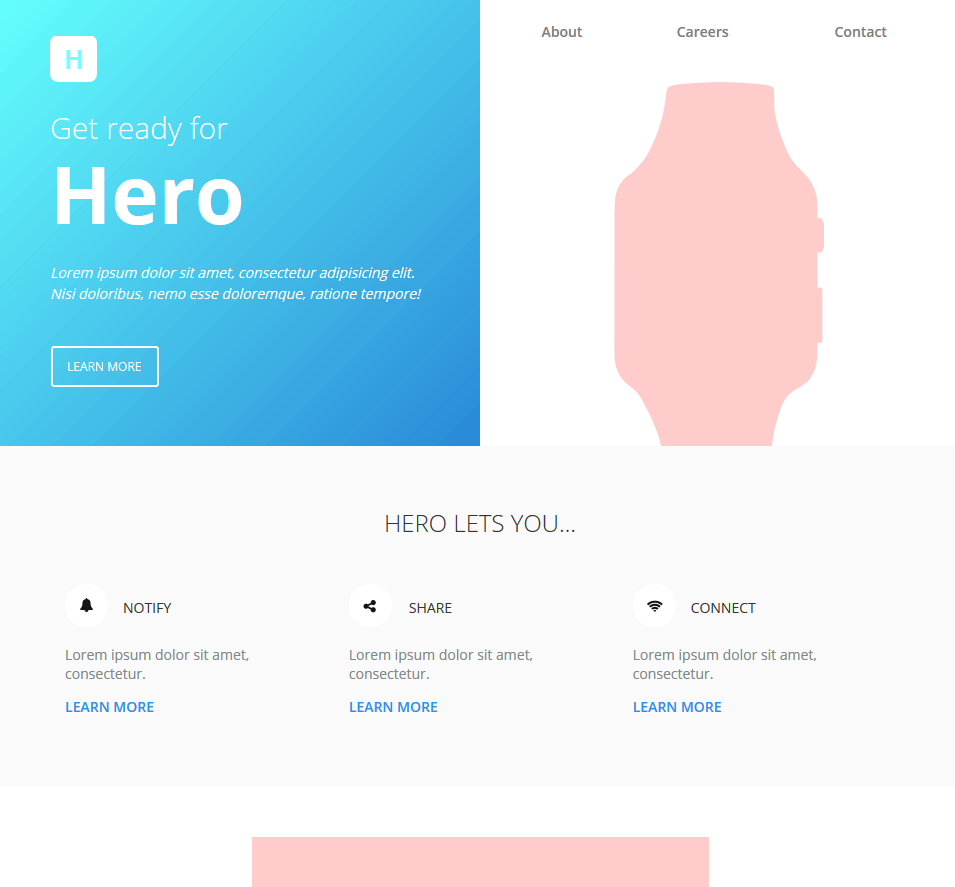 H
About
Careers
Contact
Get ready for
Hero
Lorem ipsum dolor sit amet, consectetur adipisicing elit.
Nisi doloribus, nemo esse doloremque, ratione tempore!
LEARN MORE
HERO LETS YOU...
NOTIFY
Lorem ipsum dolor sit amet,
consectetur.
LEARN MORE
SHARE
Lorem ipsum dolor sit amet,
consectetur.
LEARN MORE
CONNECT
Lorem ipsum dolor sit amet,
consectetur.
LEARN MORE